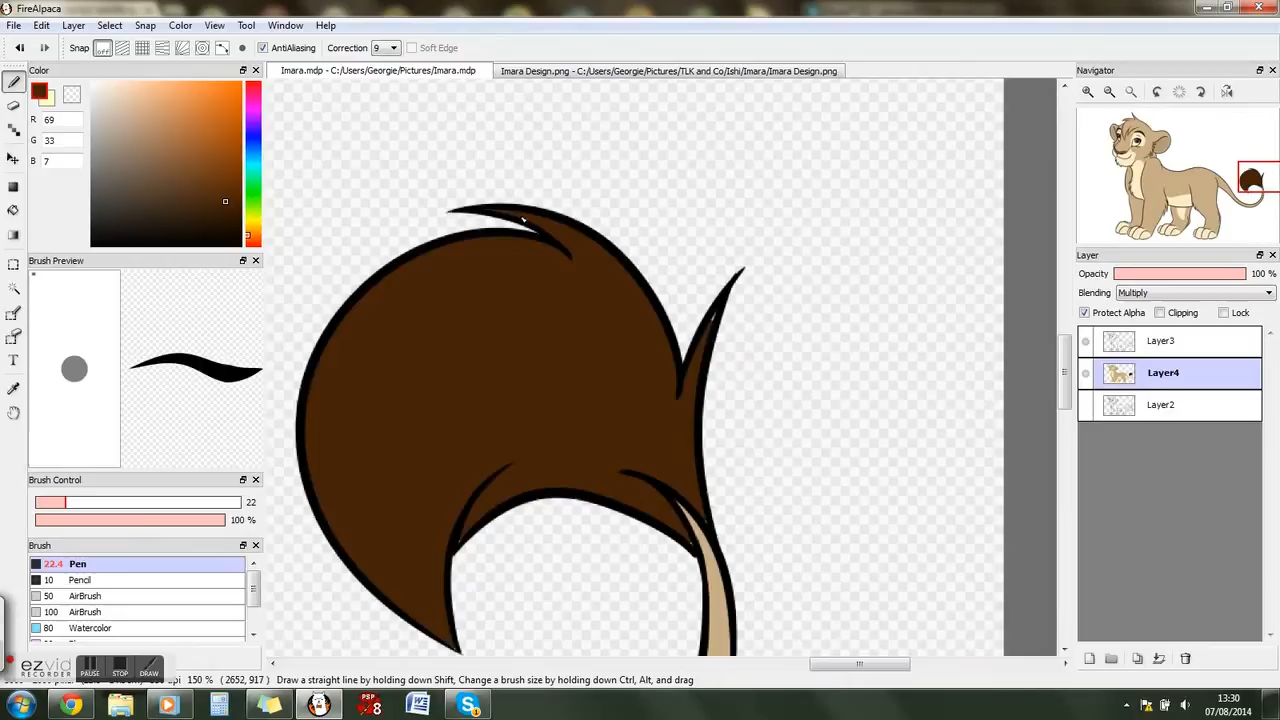 FireAlpaca
File Edit Layer Select Snap Color View Tool Window Help
Snap off AntiAliasing Correction 9 Soft Edge
Color
Imara.mdp - C:/Users/Georgie/Pictures/Imara.mdp
Imara Design.png - C:/Users/Georgie/Pictures/TLK and Co/Ishi/Imara/Imara Design.png
Navigator
R 69
G 33
B 7
Brush Preview
Layer
Opacity 100 %
Blending Multiply
Protect Alpha Clipping Lock
Layer3
Layer4
Layer2
Brush Control
22
100 %
Brush
22.4 Pen
10 Pencil
50 AirBrush
100 AirBrush
80 Watercolor
ezvid
RECORDER
PAUSE STOP DRAW
150 % (2652, 917) Draw a straight line by holding down Shift, Change a brush size by holding down Ctrl, Alt, and drag
PSP
8
13:30
07/08/2014